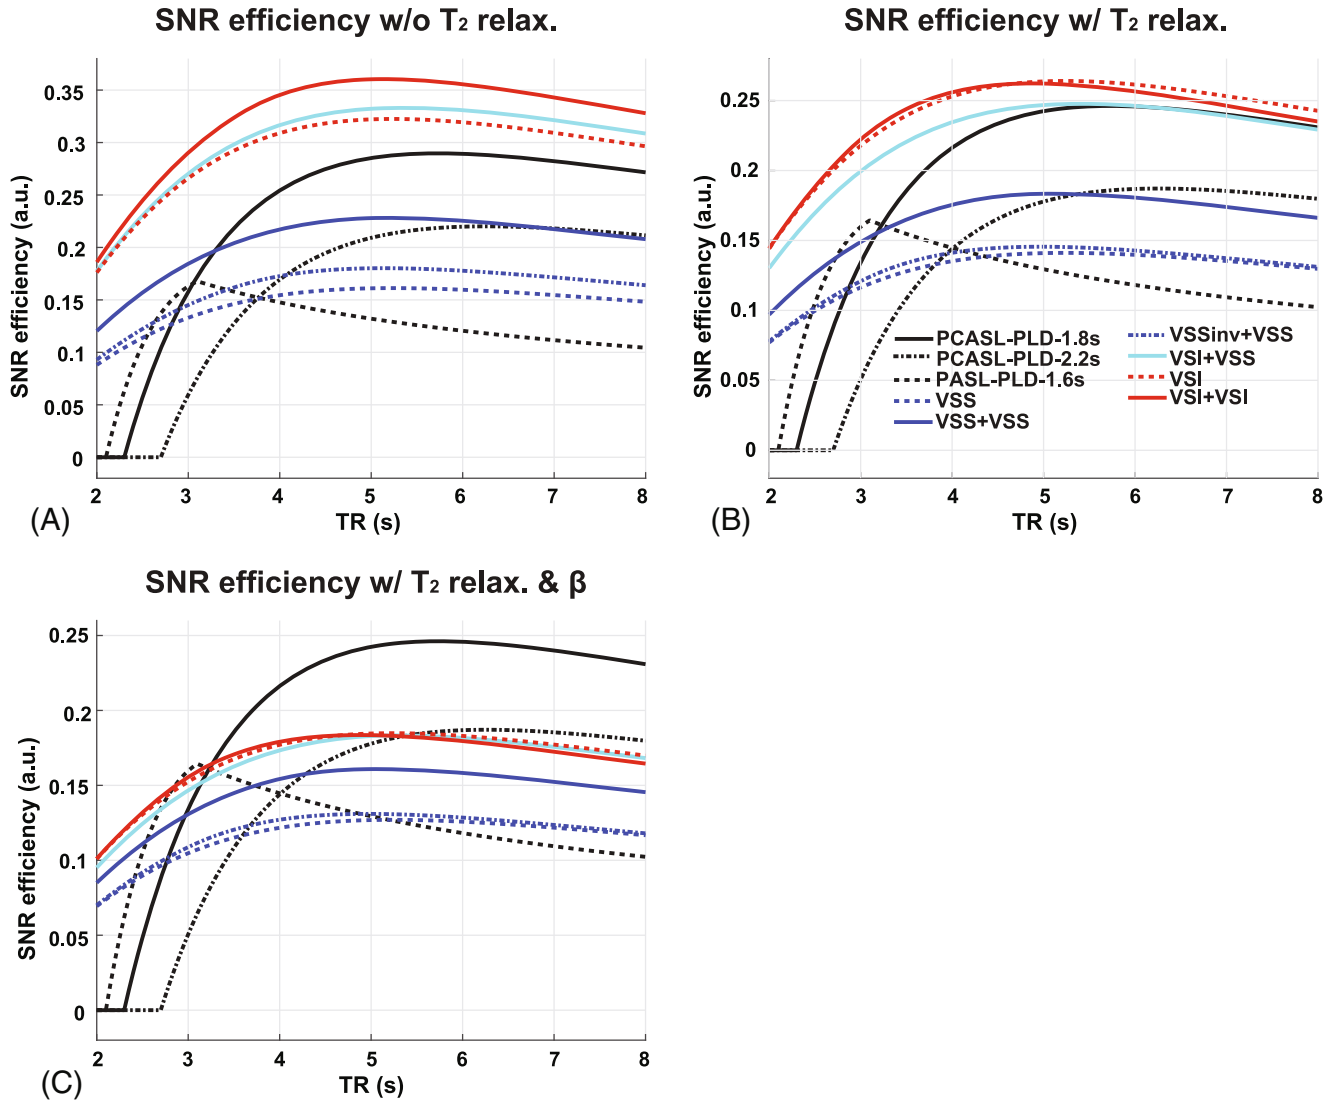 SNR efficiency w/o T2 relax.
SNR efficiency (a.u.)
0.35
0.3
0.25
0.2
0.15
0.1
0.05
0
2 3 4 5 6 7 8
TR (s)
(A)
SNR efficiency w/ T2 relax.
SNR efficiency (a.u.)
0.25
0.2
0.15
0.1
0.05
0
PCASL-PLD-1.8s
PCASL-PLD-2.2s
PASL-PLD-1.6s
VSS
VSS+VSS
VSSinv+VSS
VSI+VSS
VSI
VSI+VSI
2 3 4 5 6 7 8
TR (s)
(B)
SNR efficiency w/ T2 relax. & β
SNR efficiency (a.u.)
0.25
0.2
0.15
0.1
0.05
0
2 3 4 5 6 7 8
TR (s)
(C)